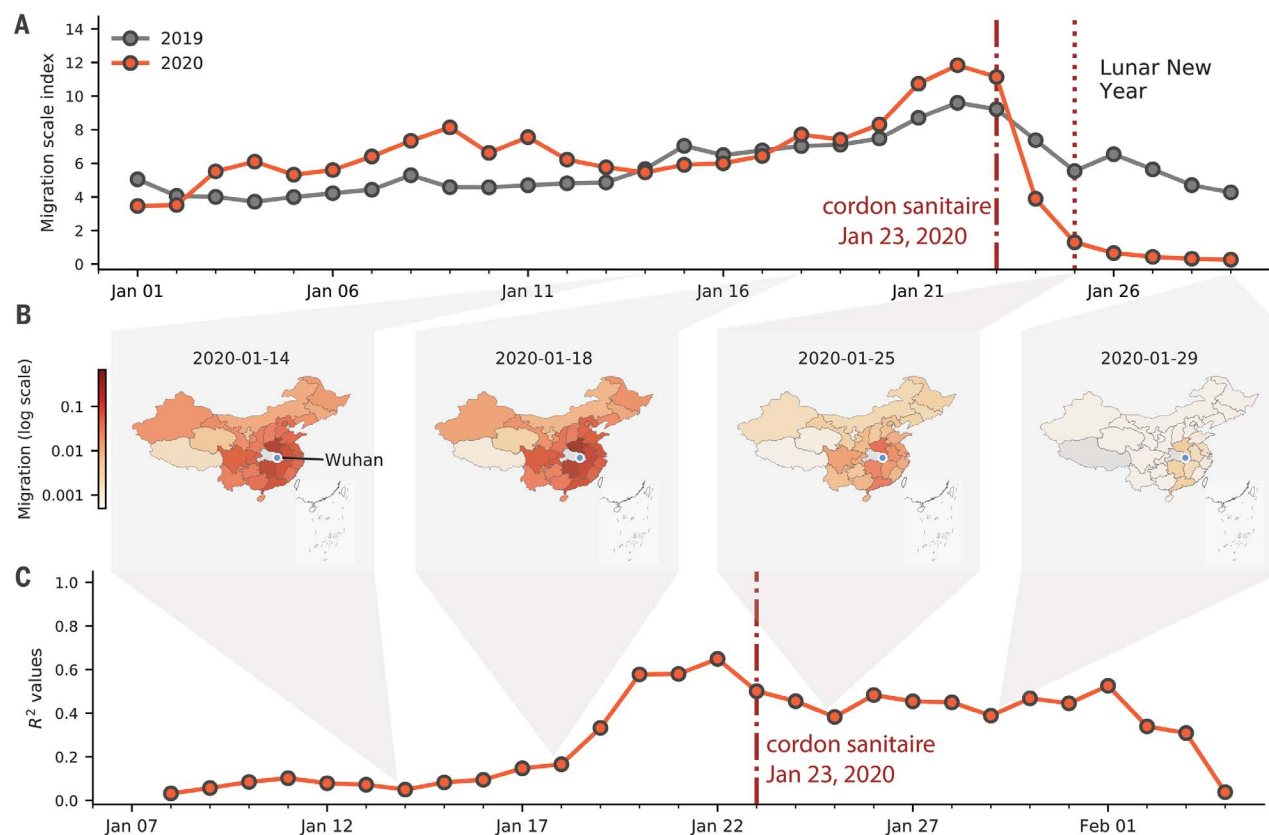 A
Migration scale index
14
12
10
8
6
4
2
0
2019
2020
Lunar New
Year
cordon sanitaire
Jan 23, 2020
Jan 01
Jan 06
Jan 11
Jan 16
Jan 21
Jan 26
B
Migration (log scale)
0.1
0.01
0.001
2020-01-14
2020-01-18
2020-01-25
2020-01-29
Wuhan
C
R² values
1.0
0.8
0.6
0.4
0.2
0.0
cordon sanitaire
Jan 23, 2020
Jan 07
Jan 12
Jan 17
Jan 22
Jan 27
Feb 01